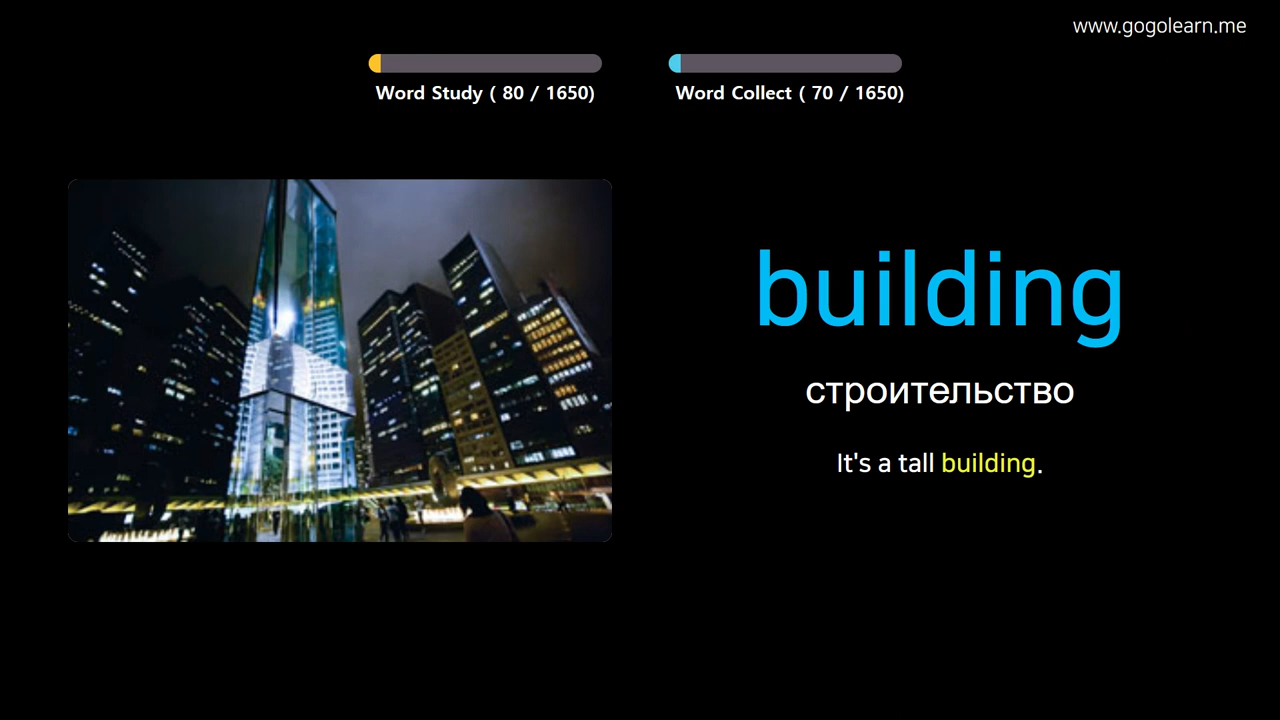 www.gogolearn.me
Word Study ( 80 / 1650)
Word Collect ( 70 / 1650)
building
строительство
It's a tall building.